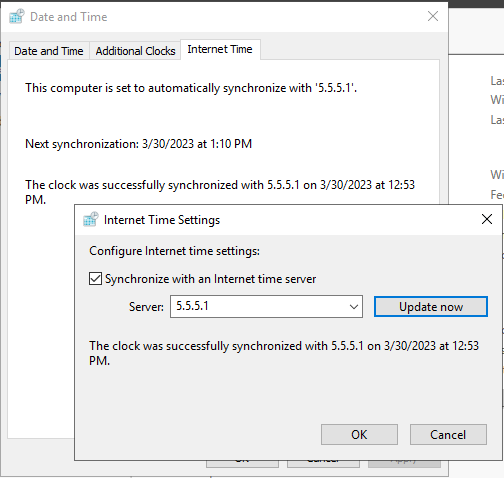 Date and Time
Date and Time
Additional Clocks
Internet Time
This computer is set to automatically synchronize with '5.5.5.1'.
Next synchronization: 3/30/2023 at 1:10 PM
The clock was successfully synchronized with 5.5.5.1 on 3/30/2023 at 12:53
PM.
Las
Wi
Las
Wi
Fee
Internet Time Settings
Configure Internet time settings:
Synchronize with an Internet time server
Server:
5.5.5.1
Update now
The clock was successfully synchronized with 5.5.5.1 on 3/30/2023 at 12:53
PM.
OK
Cancel